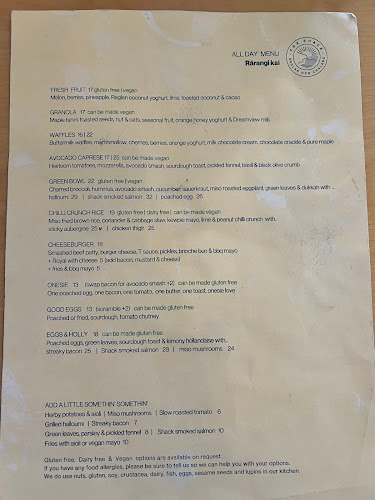 ALL DAY MENU
Rārangi kai
THE SHACK
RAGLAN NEW ZEALAND
FRESH FRUIT 17 gluten free | vegan
Melon, berries, pineapple, Raglan coconut yoghurt, lime, toasted coconut & cacao
GRANOLA 17 can be made vegan
Maple tahini toasted seeds, nut & oats, seasonal fruit, orange honey yoghurt & Dreamview milk
WAFFLES 16 | 22
Buttermilk waffles, marshmallow, cherries, berries, orange yoghurt, milk chocolate cream, chocolate crackle & pure maple
AVOCADO CAPRESE 17 | 25 can be made vegan
Heirloom tomatoes, mozzarella, avocado smash, sourdough toast, pickled fennel, basil & black olive crumb
GREEN BOWL 22 gluten free | vegan
Charred broccoli, hummus, avocado smash, cucumber, sauerkraut, miso roasted eggplant, green leaves & dukkah with ..
halloumi 29 | shack smoked salmon 32 | poached egg 26
CHILLI CRUNCH RICE 19 gluten free | dairy free | can be made vegan
Miso fried brown rice, coriander & cabbage slaw, kewpie mayo, lime & peanut chilli crunch with.
sticky aubergine 25 v | chicken thigh 25
CHEESEBURGER 15
Smashed beef patty, burger cheese, T sauce, pickles, brioche bun & bbq mayo
+ Royal with cheese 5 (add bacon, mustard & cheese)
+ fries & bbq mayo 5
ONESIE 13 (swap bacon for avocado smash +2) can be made gluten free
One poached egg, one bacon, one tomato, one butter, one toast, onesie love
GOOD EGGS 13 (scramble +2) can be made gluten free
Poached or fried, sourdough, tomato chutney
EGGS & HOLLY 18 can be made gluten free
Poached eggs, green leaves, sourdough toast & lemony hollandaise with..
streaky bacon 25 | Shack smoked salmon 28 | miso mushrooms 24
ADD A LITTLE SOMETHIN' SOMETHIN'
Herby potatoes & aioli | Miso mushrooms | Slow roasted tomato 6
Grilled halloumi | Streaky bacon 7
Green leaves, parsley & pickled fennel 8 | Shack smoked salmon 10
Fries with aioli or vegan mayo 10
Gluten free, Dairy free & Vegan options are available on request
If you have any food allergies, please be sure to tell us so we can help you with your options.
We do use nuts, gluten, soy, crustacea, dairy, fish, eggs, sesame seeds and lupins in our kitchen.